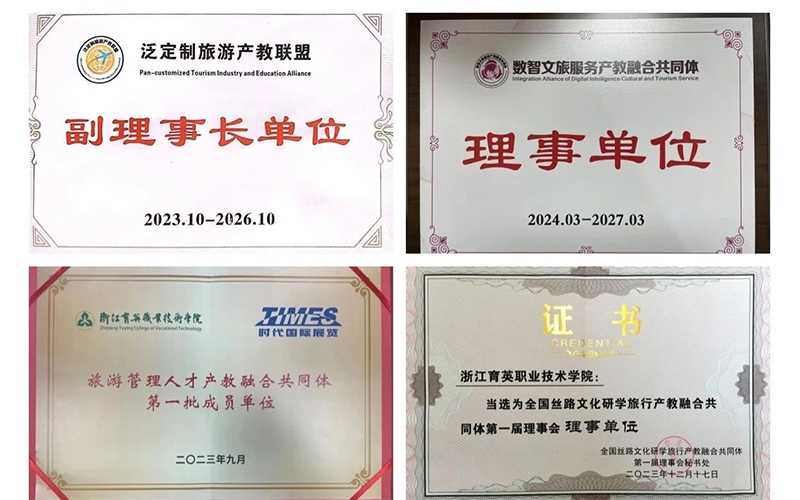 泛定制旅游产教联盟
Pan-customized Tourism Industry and Education Alliance
副理事长单位
2023.10-2026.10
数智文旅服务产教融合共同体
Integration Alliance of Digital Intelligence Cultural and Tourism Service
理事单位
2024.03-2027.03
浙江育英职业技术学院
Zhejiang Yuying College of Vocational Technology
TIMES
时代国际展览
旅游管理人才产教融合共同体
第一批成员单位
二〇二三年九月
证书
CREDENTIAL
浙江育英职业技术学院:
当选为全国丝路文化研学旅行产教融合共
同体第一届理事会 理事单位
全国丝路文化研学旅行产教融合共同体
第一届理事会秘书处
二〇二三年十二月十七日